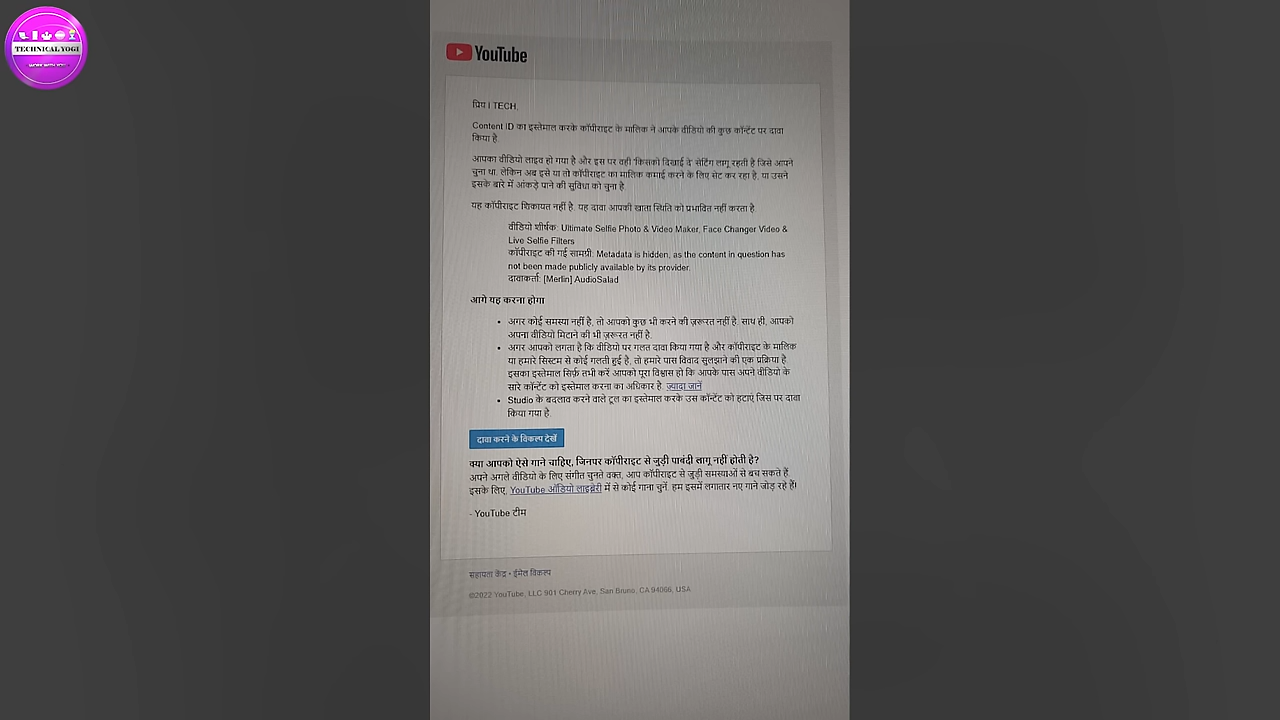 TECHNICAL YOGI
YouTube
प्रिय I TECH,
Content ID का इस्तेमाल करके कॉपीराइट के मालिक ने आपके वीडियो की कुछ कॉन्टेंट पर दावा
किया है.
आपका वीडियो लाइव हो गया है और इस पर वही 'किसको दिखाई दे' सेटिंग लागू रहती है जिसे आपने
चुना था. लेकिन अब इसे या तो कॉपीराइट का मालिक कमाई करने के लिए सेट कर रहा है, या उसने
इसके बारे में आंकड़े पाने की सुविधा को चुना है.
यह कॉपीराइट शिकायत नहीं है. यह दावा आपकी खाता स्थिति को प्रभावित नहीं करता है.
वीडियो शीर्षक: Ultimate Selfie Photo & Video Maker, Face Changer Video &
Live Selfie Filters
कॉपीराइट की गई सामग्री: Metadata is hidden, as the content in question has
not been made publicly available by its provider.
दावाकर्ता: [Merlin] AudioSalad
आगे यह करना होगा
• अगर कोई समस्या नहीं है, तो आपको कुछ भी करने की ज़रूरत नहीं है. साथ ही, आपको
अपना वीडियो मिटाने की भी ज़रूरत नहीं है.
• अगर आपको लगता है कि वीडियो पर गलत दावा किया गया है और कॉपीराइट के मालिक
या हमारे सिस्टम से कोई गलती हुई है, तो हमारे पास विवाद सुलझाने की एक प्रक्रिया है.
इसका इस्तेमाल सिर्फ़ तभी करें आपको पूरा विश्वास हो कि आपके पास अपने वीडियो के
सारे कॉन्टेंट को इस्तेमाल करना का अधिकार है. ज़्यादा जानें
• Studio के बदलाव करने वाले टूल का इस्तेमाल करके उस कॉन्टेंट को हटाएं जिस पर दावा
किया गया है.
दावा करने के विकल्प देखें
क्या आपको ऐसे गाने चाहिए, जिनपर कॉपीराइट से जुड़ी पाबंदी लागू नहीं होती है?
अपने अगले वीडियो के लिए संगीत चुनते वक्त, आप कॉपीराइट से जुड़ी समस्याओं से बच सकते हैं.
इसके लिए, YouTube ऑडियो लाइब्रेरी में से कोई गाना चुनें. हम इसमें लगातार नए गाने जोड़ रहे हैं!
- YouTube टीम
सहायता केंद्र • ईमेल विकल्प
©2022 YouTube, LLC 901 Cherry Ave, San Bruno, CA 94066, USA